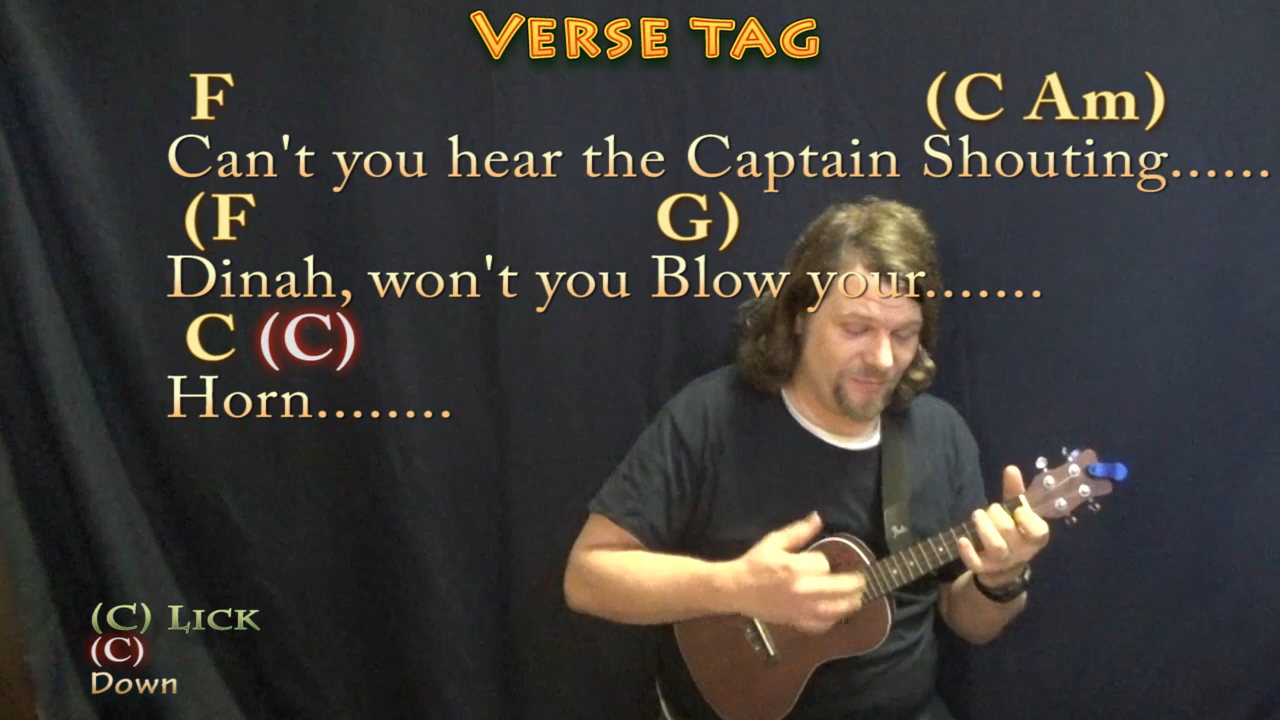 VERSE TAG
F (C Am)
Can't you hear the Captain Shouting......
(F G)
Dinah, won't you Blow your.......
C (C)
Horn........
(C) LICK
(C)
Down